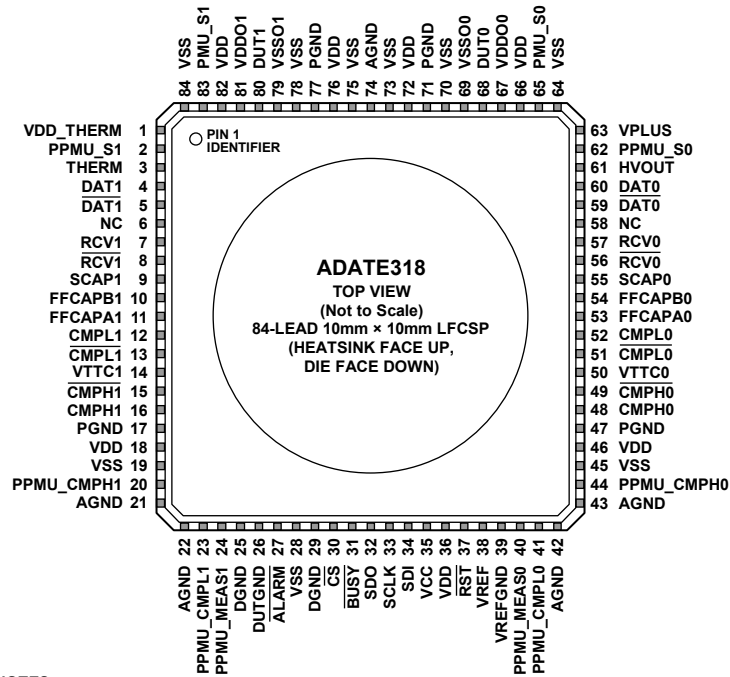 84 VSS
83 PMU_S1
82 VDD
81 VDDO1
80 DUT1
79 VSSO1
78 VSS
77 PGND
76 VDD
75 VSS
74 AGND
73 VSS
72 VDD
71 PGND
70 VSS
69 VSSO0
68 DUT0
67 VDDO0
66 VDD
65 PMU_S0
64 VSS
VDD_THERM 1
PPMU_S1 2
THERM 3
DAT1 4
DAT1 5
NC 6
RCV1 7
RCV1 8
SCAP1 9
FFCAPB1 10
FFCAPA1 11
CMPL1 12
CMPL1 13
VTTC1 14
CMPH1 15
CMPH1 16
PGND 17
VDD 18
VSS 19
PPMU_CMPH1 20
AGND 21
PIN 1
IDENTIFIER
ADATE318
TOP VIEW
(Not to Scale)
84-LEAD 10mm × 10mm LFCSP
(HEATSINK FACE UP,
DIE FACE DOWN)
63 VPLUS
62 PPMU_S0
61 HVOUT
60 DAT0
59 DAT0
58 NC
57 RCV0
56 RCV0
55 SCAP0
54 FFCAPB0
53 FFCAPA0
52 CMPL0
51 CMPL0
50 VTTC0
49 CMPH0
48 CMPH0
47 PGND
46 VDD
45 VSS
44 PPMU_CMPH0
43 AGND
AGND 22
PPMU_CMPL1 23
PPMU_MEAS1 24
DGND 25
DUTGND 26
ALARM 27
VSS 28
DGND 29
CS 30
BUSY 31
SDO 32
SCLK 33
SDI 34
VCC 35
VDD 36
RST 37
VREF 38
VREFGND 39
PPMU_MEAS0 40
PPMU_CMPL0 41
AGND 42